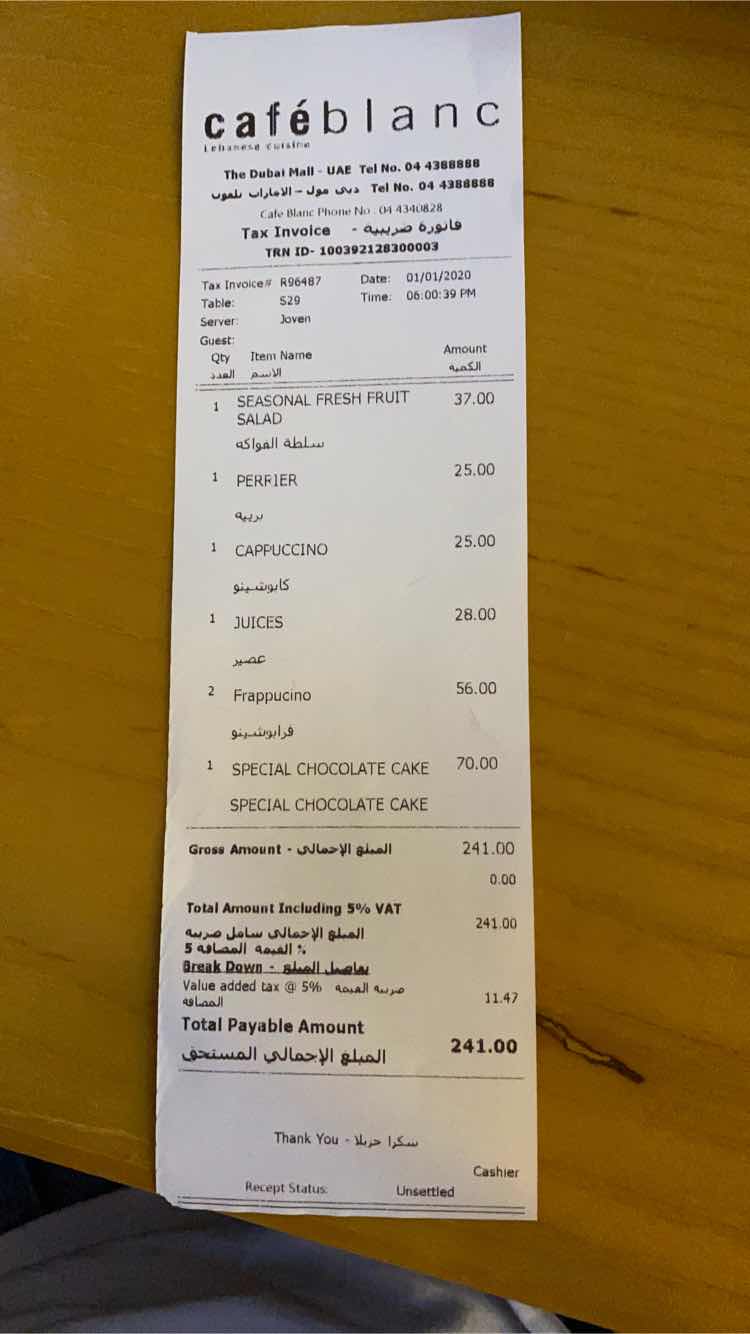 caféblanc
Lebanese Cuisine
The Dubai Mall - UAE Tel No. 04 4388888
دبى مول - الامارات تلفون Tel No. 04 4388888
Cafe Blanc Phone No : 04 4340828
Tax Invoice - فاتورة ضريبية
TRN ID- 100392128300003
Tax Invoice# R96487 Date: 01/01/2020
Table: S29 Time: 06:00:39 PM
Server: Joven
Guest:
Qty Item Name Amount
العدد الاسم الكميه
1 SEASONAL FRESH FRUIT 37.00
SALAD
سلطة الفواكه
1 PERRIER 25.00
برييه
1 CAPPUCCINO 25.00
كابوشينو
1 JUICES 28.00
عصير
2 Frappucino 56.00
فرابوشينو
1 SPECIAL CHOCOLATE CAKE 70.00
SPECIAL CHOCOLATE CAKE
Gross Amount - المبلغ الإجمالي 241.00
0.00
Total Amount Including 5% VAT
المبلغ الإجمالى شامل ضريبه 241.00
% القيمه المضافه 5
Break Down - تفاصيل المبلغ
Value added tax @ 5% ضريبه القيمه
المضافه 11.47
Total Payable Amount
المبلغ الإجمالي المستحق 241.00
Thank You - شكرا جزيلا
Cashier
Recept Status: Unsettled